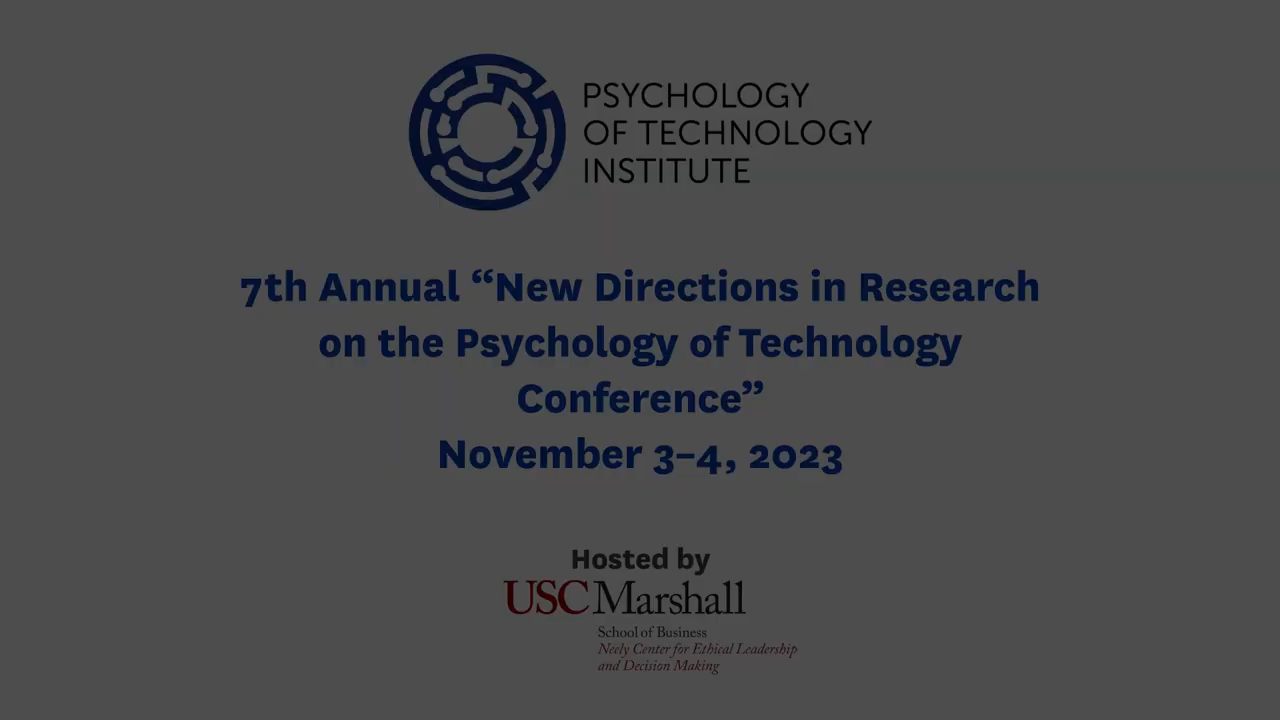 PSYCHOLOGY
OF TECHNOLOGY
INSTITUTE
7th Annual “New Directions in Research
on the Psychology of Technology
Conference”
November 3–4, 2023
Hosted by
USC Marshall
School of Business
Neely Center for Ethical Leadership
and Decision Making